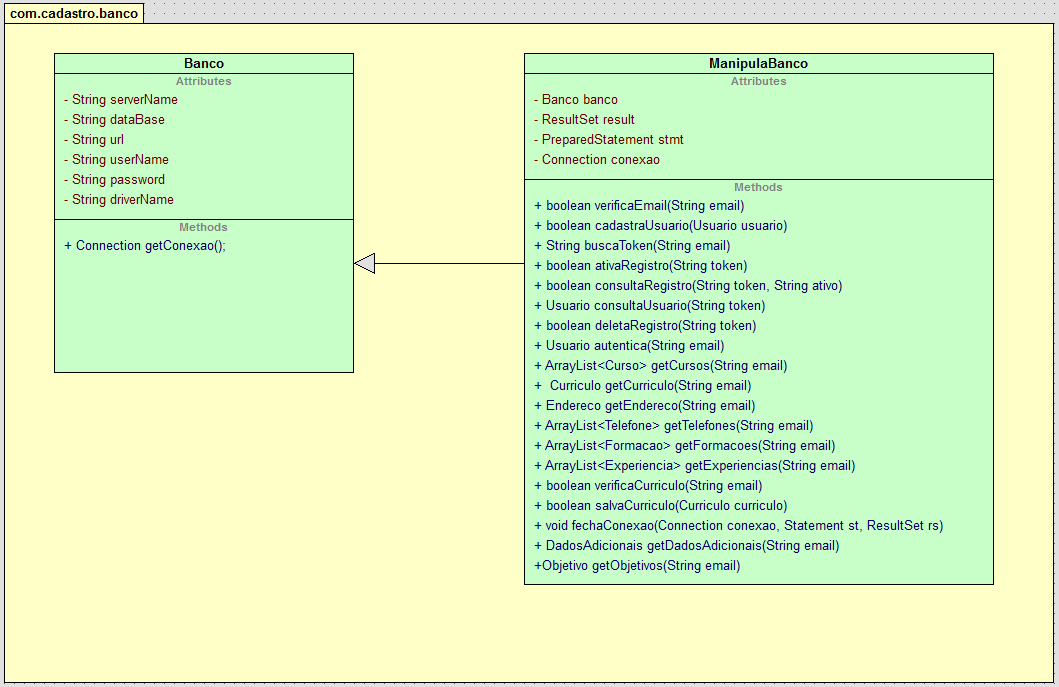 com.cadastro.banco
Banco
Attributes
- String serverName
- String dataBase
- String url
- String userName
- String password
- String driverName
Methods
+ Connection getConexao();
ManipulaBanco
Attributes
- Banco banco
- ResultSet result
- PreparedStatement stmt
- Connection conexao
Methods
+ boolean verificaEmail(String email)
+ boolean cadastraUsuario(Usuario usuario)
+ String buscaToken(String email)
+ boolean ativaRegistro(String token)
+ boolean consultaRegistro(String token, String ativo)
+ Usuario consultaUsuario(String token)
+ boolean deletaRegistro(String token)
+ Usuario autentica(String email)
+ ArrayList<Curso> getCursos(String email)
+  Curriculo getCurriculo(String email)
+ Endereco getEndereco(String email)
+ ArrayList<Telefone> getTelefones(String email)
+ ArrayList<Formacao> getFormacoes(String email)
+ ArrayList<Experiencia> getExperiencias(String email)
+ boolean verificaCurriculo(String email)
+ boolean salvaCurriculo(Curriculo curriculo)
+ void fechaConexao(Connection conexao, Statement st, ResultSet rs)
+ DadosAdicionais getDadosAdicionais(String email)
+Objetivo getObjetivos(String email)